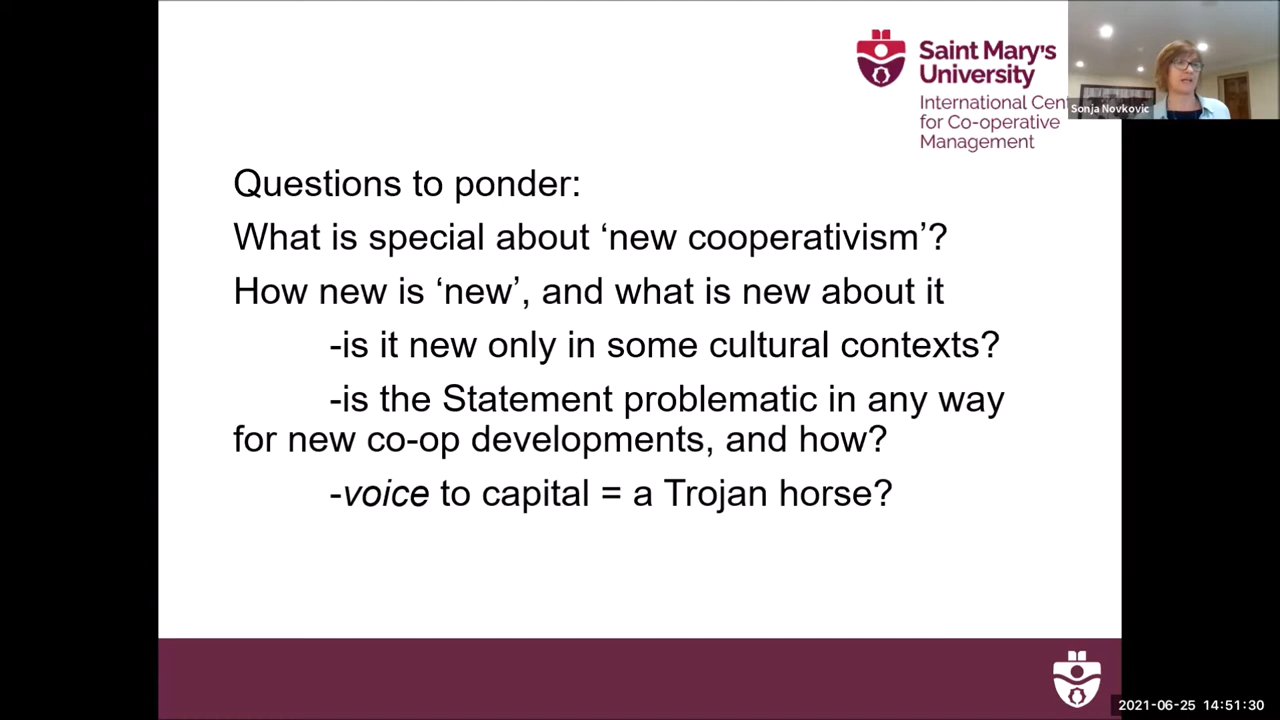 Saint Mary's
University
International Cen
for Co-operative
Management
Sonja Novkovic
Questions to ponder:
What is special about ‘new cooperativism’?
How new is ‘new’, and what is new about it
-is it new only in some cultural contexts?
-is the Statement problematic in any way
for new co-op developments, and how?
-voice to capital = a Trojan horse?
2021-06-25 14:51:30